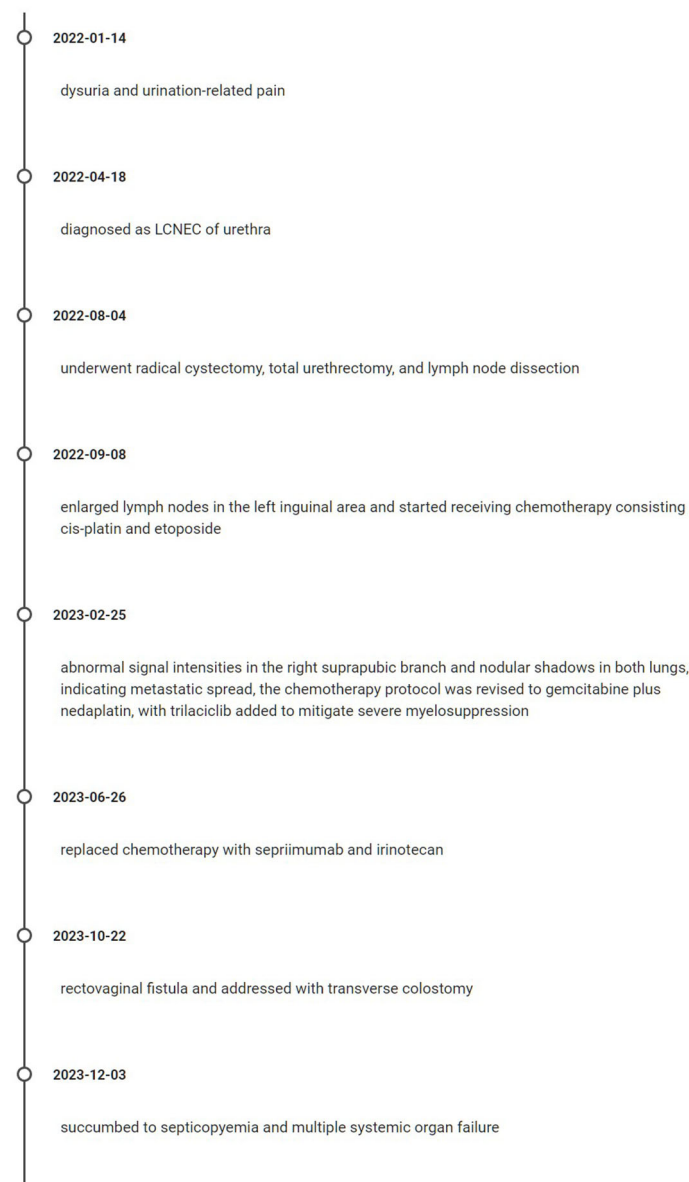 2022-01-14
dysuria and urination-related pain
2022-04-18
diagnosed as LCNEC of urethra
2022-08-04
underwent radical cystectomy, total urethrectomy, and lymph node dissection
2022-09-08
enlarged lymph nodes in the left inguinal area and started receiving chemotherapy consisting
cis-platin and etoposide
2023-02-25
abnormal signal intensities in the right suprapubic branch and nodular shadows in both lungs,
indicating metastatic spread, the chemotherapy protocol was revised to gemcitabine plus
nedaplatin, with trilaciclib added to mitigate severe myelosuppression
2023-06-26
replaced chemotherapy with sepriimumab and irinotecan
2023-10-22
rectovaginal fistula and addressed with transverse colostomy
2023-12-03
succumbed to septicopyemia and multiple systemic organ failure